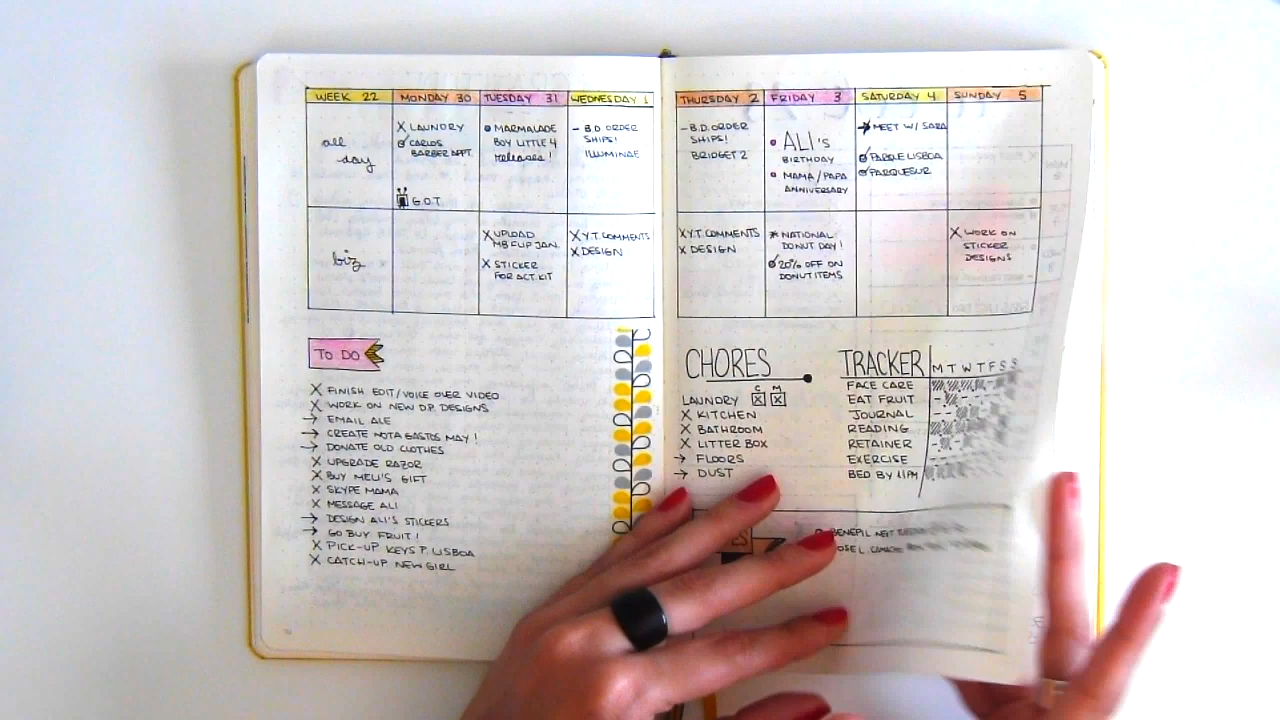 WEEK 22
MONDAY 30
TUESDAY 31
WEDNESDAY 1
all
day
X LAUNDRY
CARLOS
BARBER APPT.
G.O.T.
• MARMALADE
BOY LITTLE 4
releases!
- B.D. ORDER
SHIPS!
ILLUMINAE
biz
X UPLOAD
MB FLIP JAN.
X STICKER
FOR ACT. KIT
X Y.T. COMMENTS
X DESIGN
TO DO
X FINISH EDIT/VOICE OVER VIDEO
X WORK ON NEW D.P. DESIGNS
→ EMAIL ALE
→ CREATE NOTA GASTOS MAY!
→ DONATE OLD CLOTHES
X UPGRADE RAZOR
X BUY MELI'S GIFT
X SKYPE MAMA
X MESSAGE ALI
→ DESIGN ALI'S STICKERS
→ GO BUY FRUIT!
X PICK-UP KEYS P. LISBOA
X CATCH-UP NEW GIRL
THURSDAY 2
FRIDAY 3
SATURDAY 4
SUNDAY 5
- B.D. ORDER
SHIPS!
BRIDGET 2
• ALI's
BIRTHDAY
• MAMA/PAPA
ANNIVERSARY
MEET W/ SARA
PARQUE LISBOA
PARQUESUR
X Y.T. COMMENTS
X DESIGN
* NATIONAL
DONUT DAY!
20% OFF ON
DONUT ITEMS
X WORK ON
STICKER
DESIGNS
CHORES
C M
LAUNDRY X X
X KITCHEN
X BATHROOM
X LITTER BOX
→ FLOORS
→ DUST
TRACKER M T W T F S S
FACE CARE
EAT FRUIT
JOURNAL
READING
RETAINER
EXERCISE
BED BY 11PM
ES